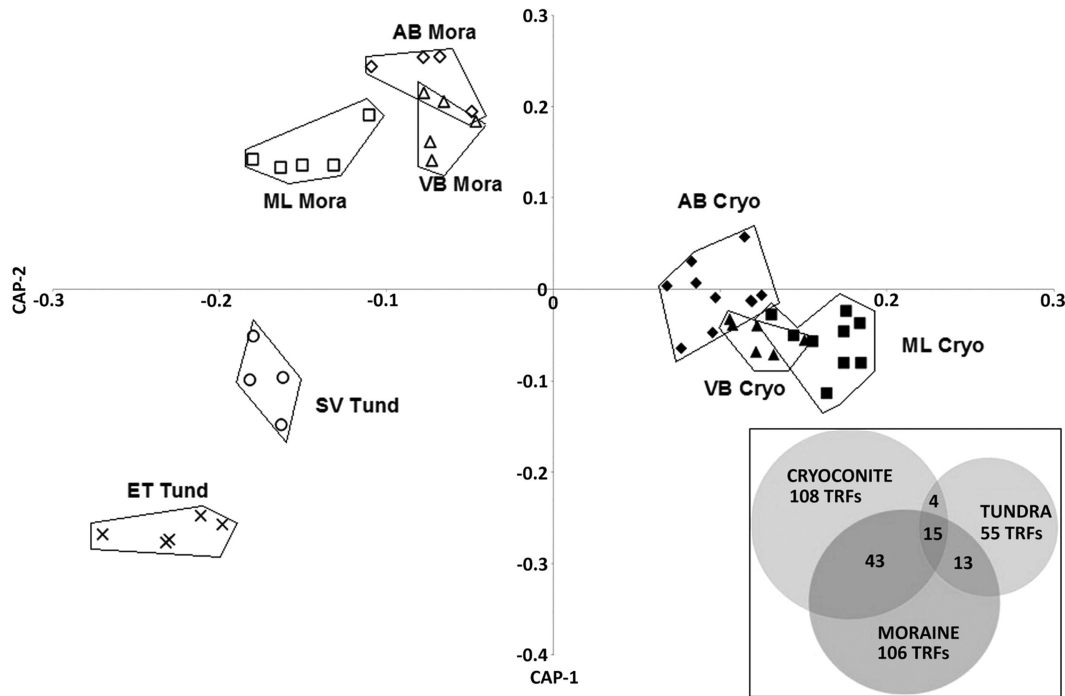 0.3
AB Mora
0.2
ML Mora
VB Mora
0.1
AB Cryo
CAP-2
-0.3
-0.2
-0.1
0
0.2
0.3
ML Cryo
VB Cryo
-0.1
SV Tund
-0.2
ET Tund
-0.3
-0.4
CAP-1
CRYOCONITE
108 TRFs
4
TUNDRA
55 TRFs
15
43
13
MORAINE
106 TRFs